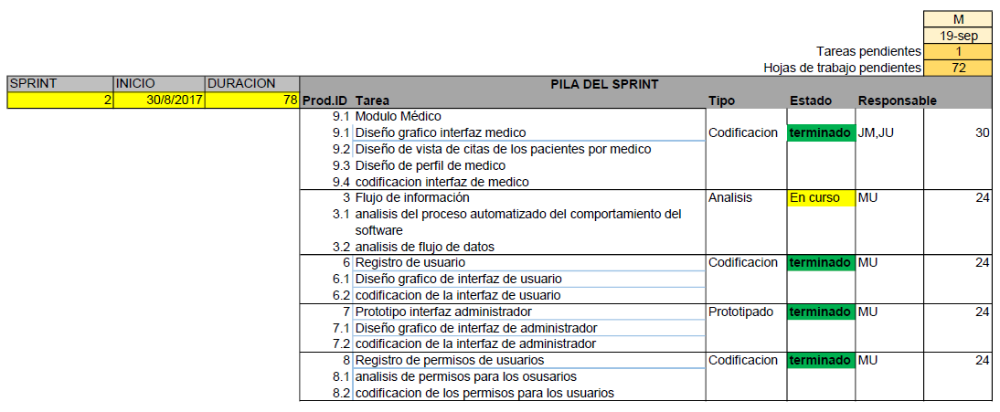 M
19-sep
Tareas pendientes 1
Hojas de trabajo pendientes 72
SPRINT INICIO DURACION PILA DEL SPRINT
2 30/8/2017 78 Prod.ID Tarea Tipo Estado Responsable
9.1 Modulo Médico
9.1 Diseño grafico interfaz medico Codificacion terminado JM,JU 30
9.2 Diseño de vista de citas de los pacientes por medico
9.3 Diseño de perfil de medico
9.4 codificacion interfaz de medico
3 Flujo de información Analisis En curso MU 24
3.1 analisis del proceso automatizado del comportamiento del
software
3.2 analisis de flujo de datos
6 Registro de usuario Codificacion terminado MU 24
6.1 Diseño grafico de interfaz de usuario
6.2 codificacion de la interfaz de usuario
7 Prototipo interfaz administrador Prototipado terminado MU 24
7.1 Diseño grafico de interfaz de administrador
7.2 codificacion de la interfaz de administrador
8 Registro de permisos de usuarios Codificacion terminado MU 24
8.1 analisis de permisos para los osusarios
8.2 codificacion de los permisos para los usuarios